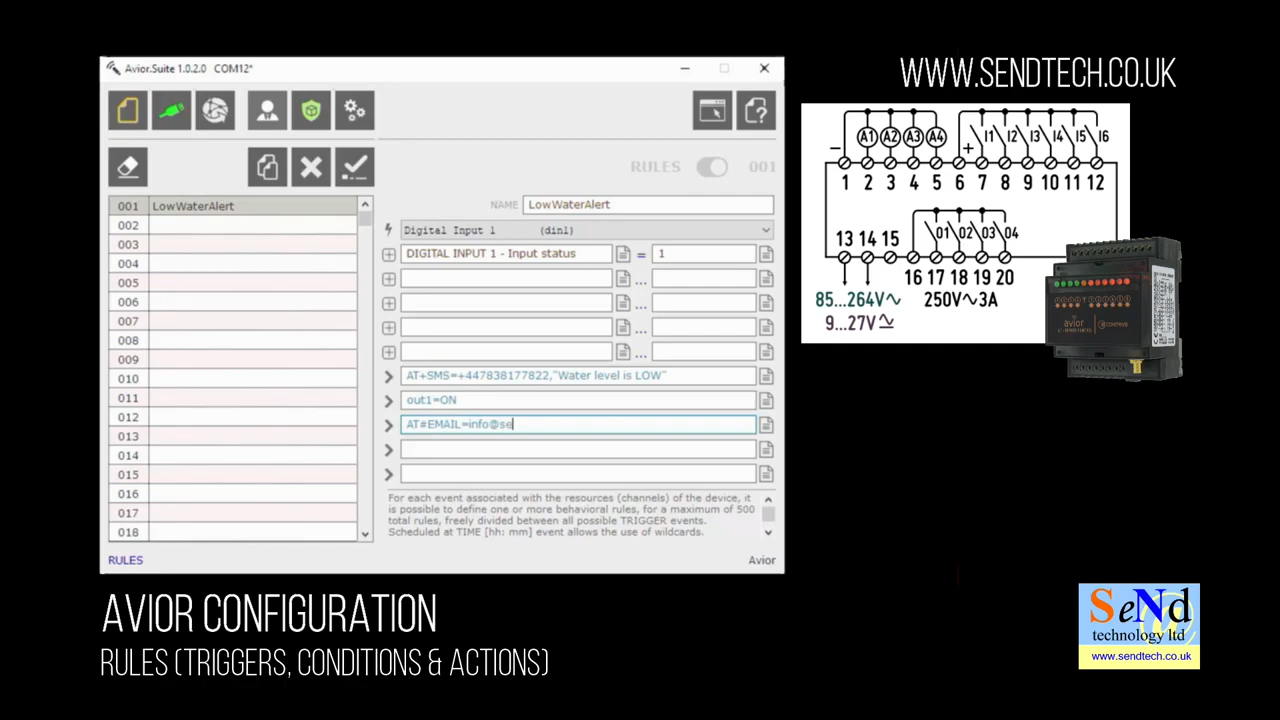 WWW.SENDTECH.CO.UK
Avior.Suite 1.0.2.0 COM12*
RULES 001
NAME LowWaterAlert
001 LowWaterAlert
002
003
004
005
006
007
008
009
010
011
012
013
014
015
016
017
018
Digital Input 1 (din1)
DIGITAL INPUT 1 - Input status = 1
...
...
...
...
AT+SMS=+447838177822,"Water level is LOW"
out1=ON
AT#EMAIL=info@se
For each event associated with the resources (channels) of the device, it
is possible to define one or more behavioral rules, for a maximum of 500
total rules, freely divided between all possible TRIGGER events.
Scheduled at TIME [hh: mm] event allows the use of wildcards.
RULES Avior
A1 A2 A3 A4 I1 I2 I3 I4 I5 I6
− +
1 2 3 4 5 6 7 8 9 10 11 12
O1 O2 O3 O4
13 14 15
16 17 18 19 20
85...264V∿ 250V∿3A
9...27V
avior
AVIOR CONFIGURATION
RULES (TRIGGERS, CONDITIONS & ACTIONS)
SeNd
technology ltd
www.sendtech.co.uk